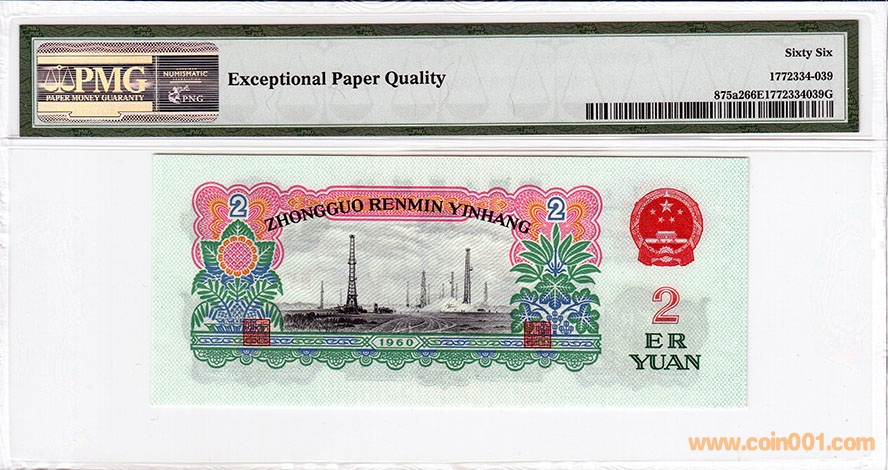 PMG
PAPER MONEY GUARANTY
NUMISMATIC
PNG
Exceptional Paper Quality
Sixty Six
1772334-039
875a266E1772334039G
2
2
ZHONGGUO RENMIN YINHANG
1960
2
ER
YUAN
www.coin001.com